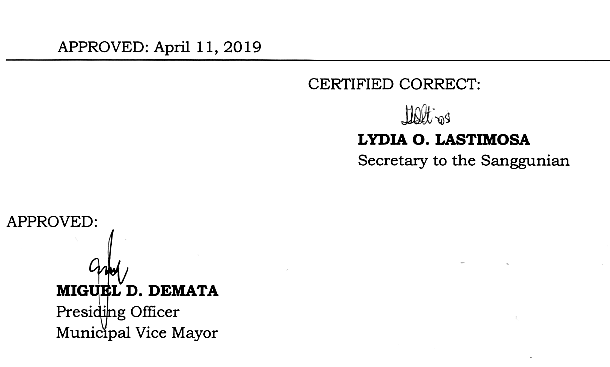 APPROVED: April 11, 2019
CERTIFIED CORRECT:
LYDIA O. LASTIMOSA
Secretary to the Sanggunian
APPROVED:
MIGUEL D. DEMATA
Presiding Officer
Municipal Vice Mayor